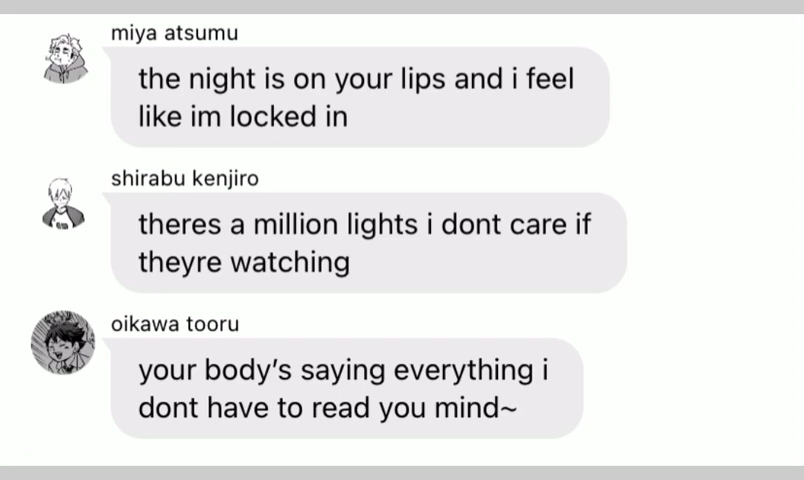 miya atsumu
the night is on your lips and i feel
like im locked in
shirabu kenjiro
theres a million lights i dont care if
theyre watching
oikawa tooru
your body's saying everything i
dont have to read you mind~